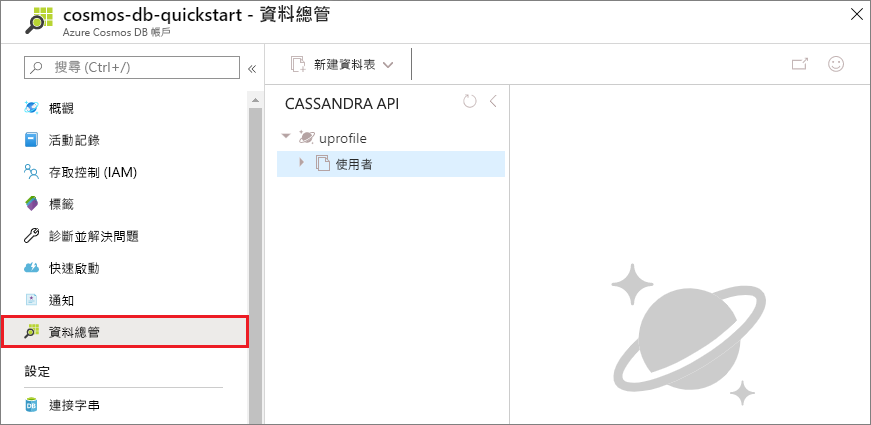 cosmos-db-quickstart - 資料總管
Azure Cosmos DB 帳戶
搜尋 (Ctrl+/)
«
概觀
活動記錄
存取控制 (IAM)
標籤
診斷並解決問題
快速啟動
通知
資料總管
設定
連接字串
新建資料表
CASSANDRA API
uprofile
使用者